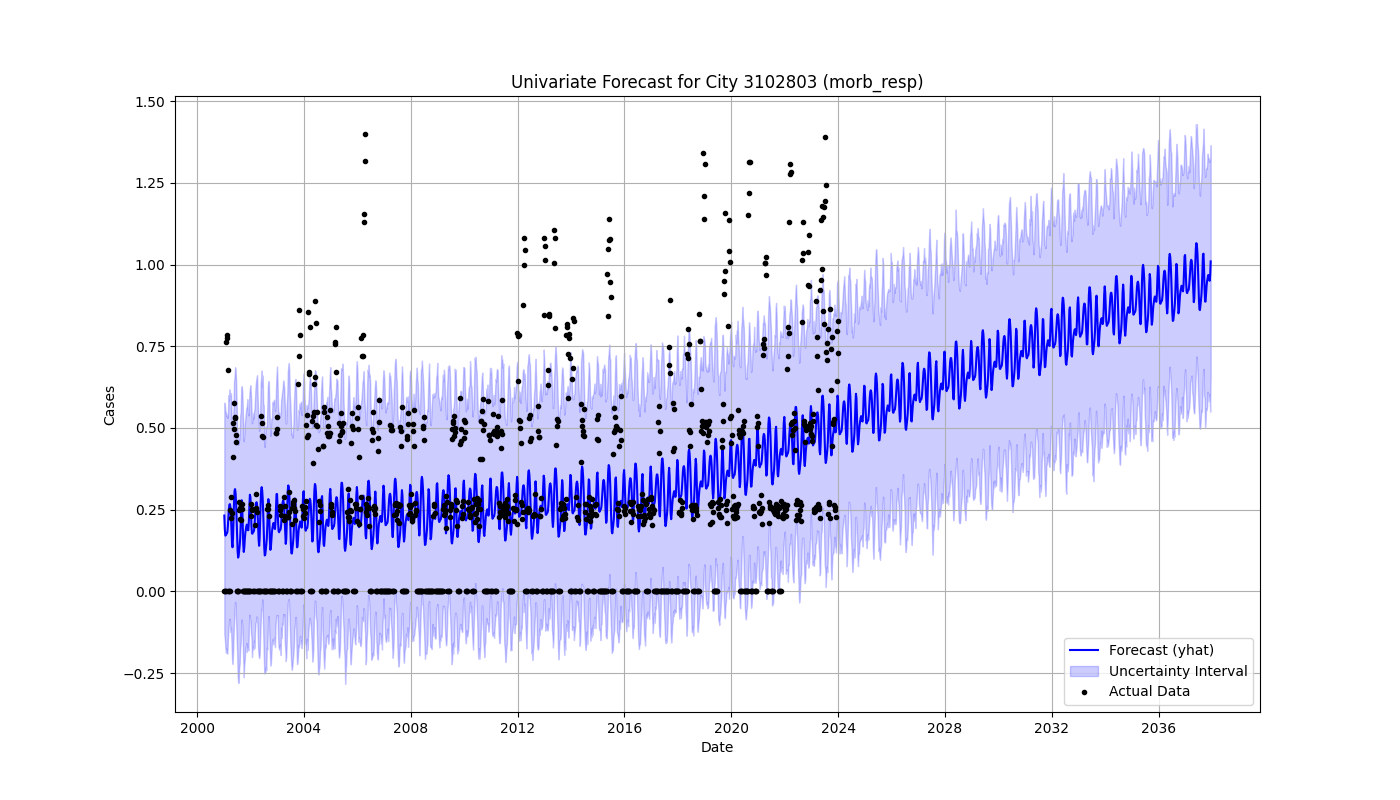 Univariate Forecast for City 3102803 (morb_resp)
1.50
1.25
1.00
0.75
0.50
0.25
0.00
−0.25
Cases
2000 2004 2008 2012 2016 2020 2024 2028 2032 2036
Date
Forecast (yhat)
Uncertainty Interval
Actual Data